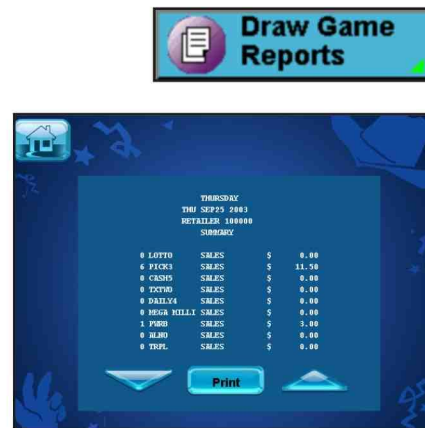 Draw Game
Reports
THURSDAY
THU SEP25 2003
RETAILER 100000
SUMMARY
0 LOTTO SALES $ 0.00
6 PICK3 SALES $ 11.50
0 CASH5 SALES $ 0.00
0 TXTWO SALES $ 0.00
0 DAILY4 SALES $ 0.00
0 MEGA MILLI SALES $ 0.00
1 PWRB SALES $ 3.00
0 ALNO SALES $ 0.00
0 TRPL SALES $ 0.00
Print